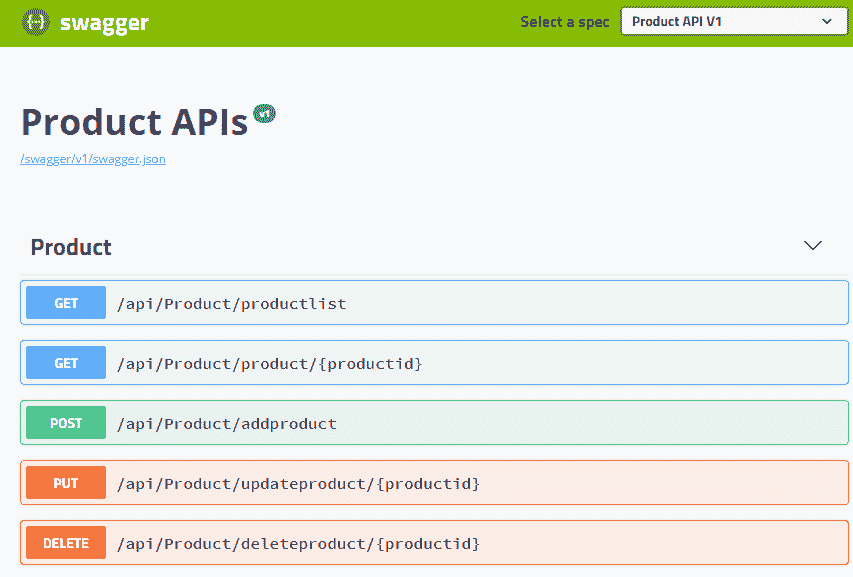 {··} swagger Select a spec Product API V1
Product APIs v1
/swagger/v1/swagger.json
Product
GET /api/Product/productlist
GET /api/Product/product/{productid}
POST /api/Product/addproduct
PUT /api/Product/updateproduct/{productid}
DELETE /api/Product/deleteproduct/{productid}